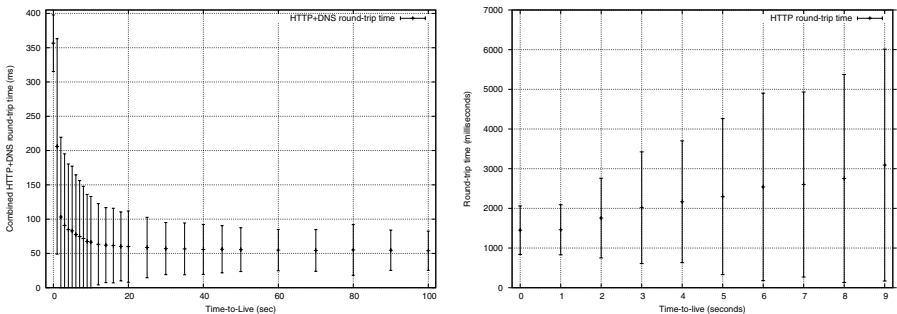 HTTP+DNS round-trip time
400
350
300
250
200
150
100
50
0
Combined HTTP+DNS round-trip time (ms)
0 20 40 60 80 100
Time-to-Live (sec)
HTTP round-trip time
7000
6000
5000
4000
3000
2000
1000
0
Round-trip time (milliseconds)
0 1 2 3 4 5 6 7 8 9
Time-to-live (seconds)